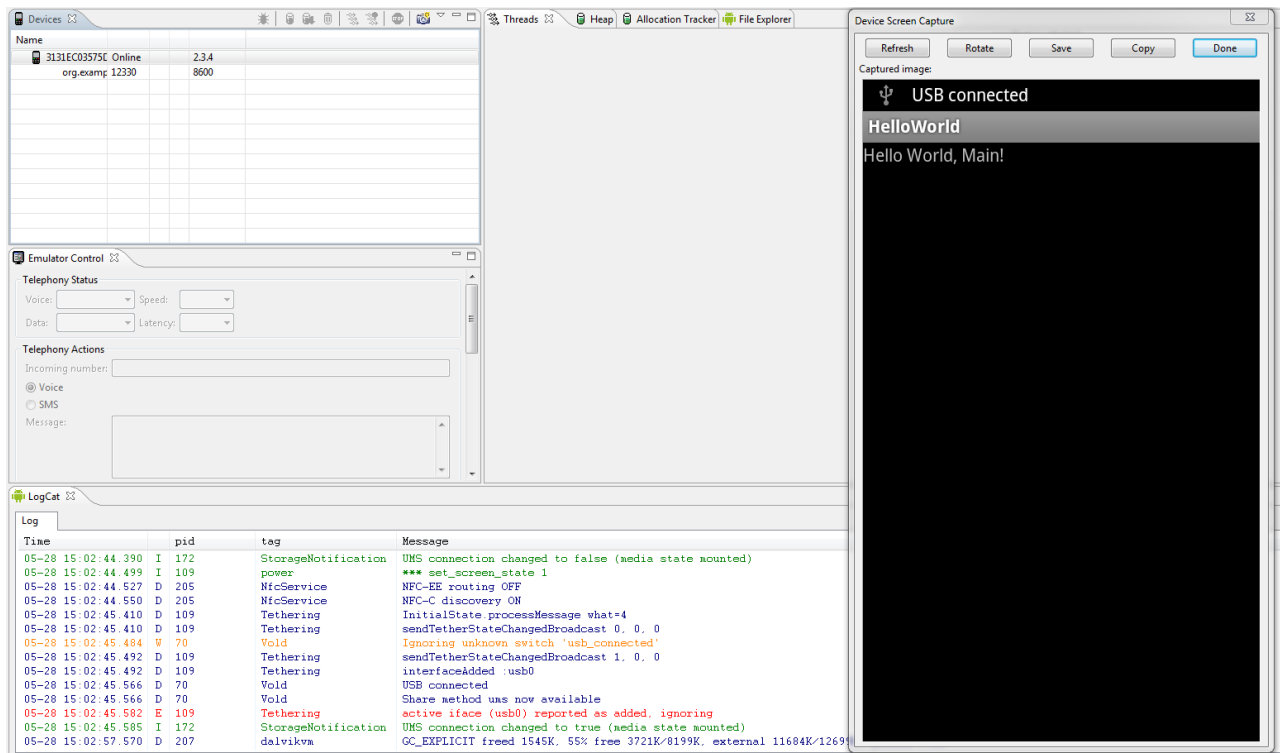 Devices
Name
3131EC03575D Online 2.3.4
org.examp 12330 8600
Emulator Control
Telephony Status
Voice: Speed:
Data: Latency:
Telephony Actions
Incoming number:
Voice
SMS
Message:
Threads Heap Allocation Tracker File Explorer
Device Screen Capture
Refresh Rotate Save Copy Done
Captured image:
USB connected
HelloWorld
Hello World, Main!
LogCat
Log
Time pid tag Message
05-28 15:02:44.390 I 172 StorageNotification UMS connection changed to false (media state mounted)
05-28 15:02:44.499 I 109 power *** set_screen_state 1
05-28 15:02:44.527 D 205 NfcService NFC-EE routing OFF
05-28 15:02:44.550 D 205 NfcService NFC-C discovery ON
05-28 15:02:45.410 D 109 Tethering InitialState.processMessage what=4
05-28 15:02:45.410 D 109 Tethering sendTetherStateChangedBroadcast 0, 0, 0
05-28 15:02:45.484 W 70 Vold Ignoring unknown switch 'usb_connected'
05-28 15:02:45.492 D 109 Tethering sendTetherStateChangedBroadcast 1, 0, 0
05-28 15:02:45.492 D 109 Tethering interfaceAdded :usb0
05-28 15:02:45.566 D 70 Vold USB connected
05-28 15:02:45.566 D 70 Vold Share method ums now available
05-28 15:02:45.582 E 109 Tethering active iface (usb0) reported as added, ignoring
05-28 15:02:45.585 I 172 StorageNotification UMS connection changed to true (media state mounted)
05-28 15:02:57.570 D 207 dalvikvm GC_EXPLICIT freed 1545K, 55% free 3721K/8199K, external 11684K/12699